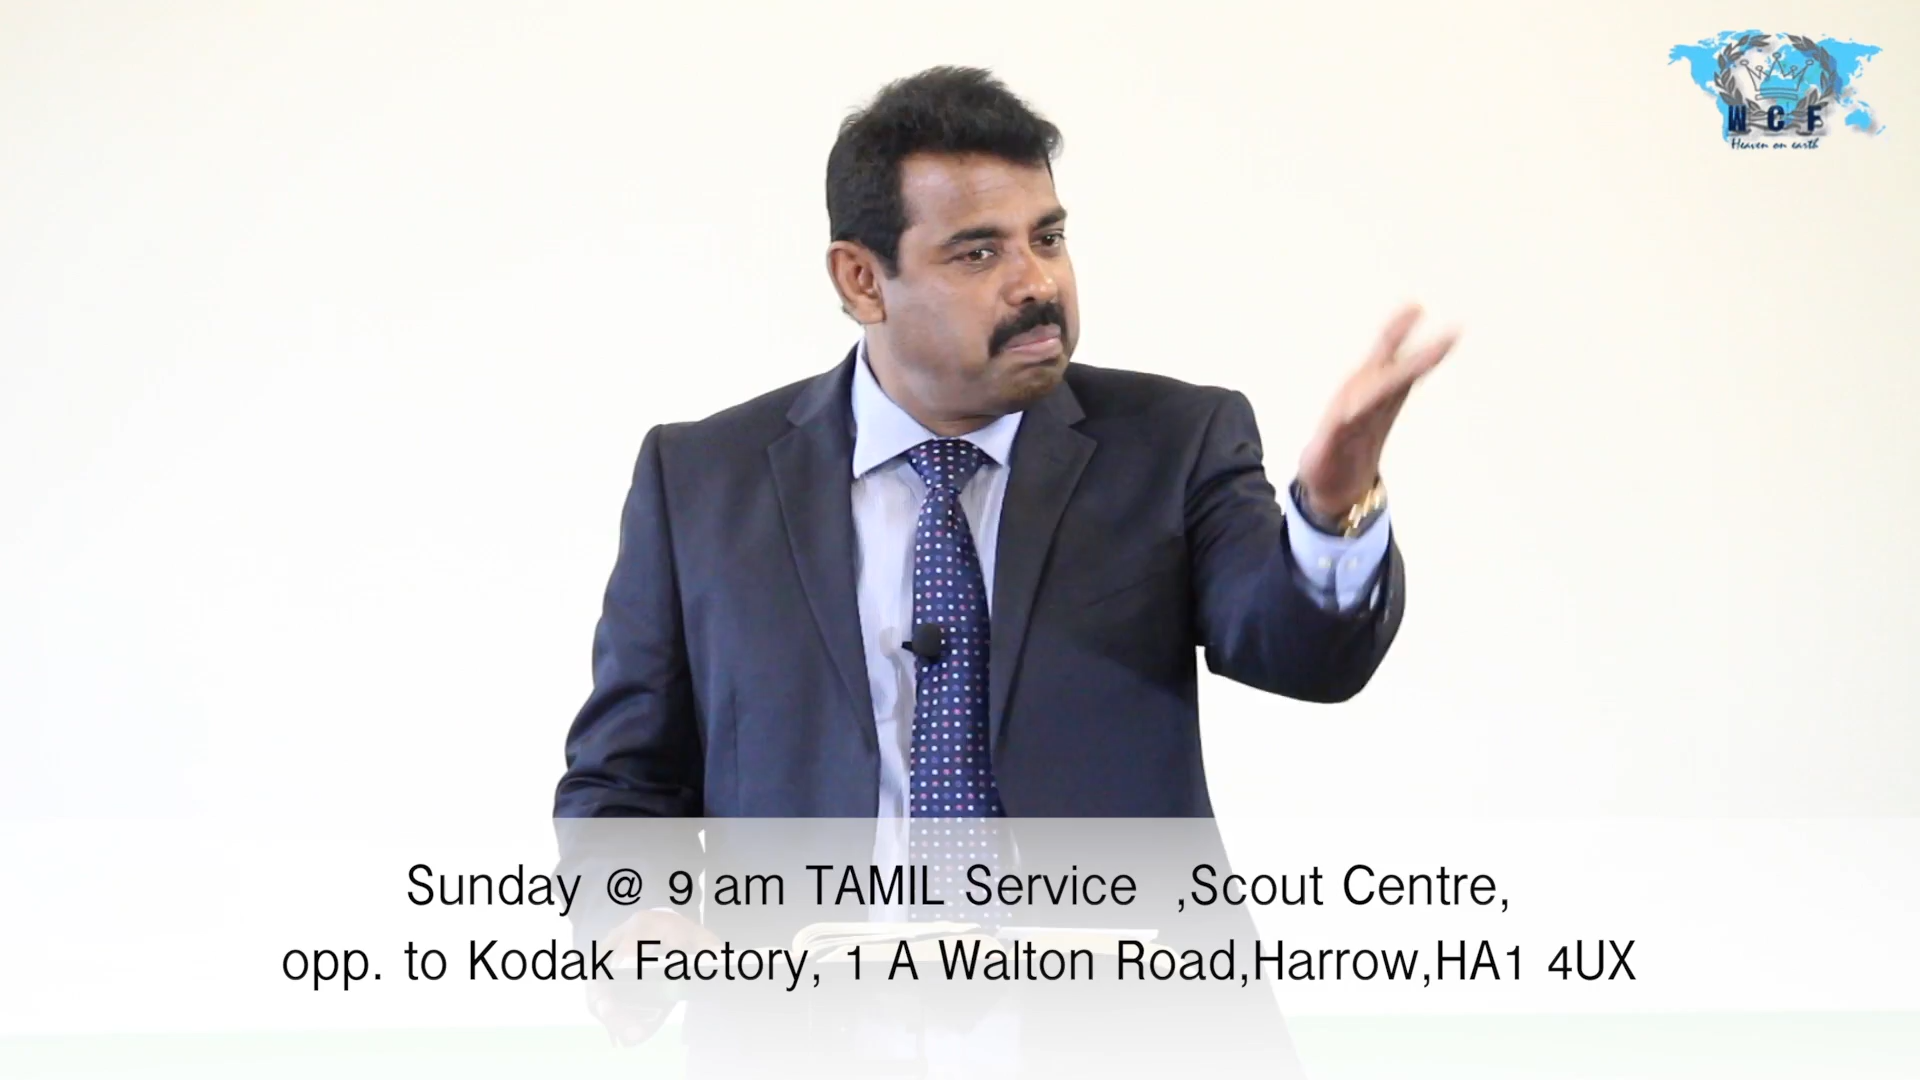 W C F
Heaven on earth
Sunday @ 9 am TAMIL Service ,Scout Centre,
opp. to Kodak Factory, 1 A Walton Road,Harrow,HA1 4UX